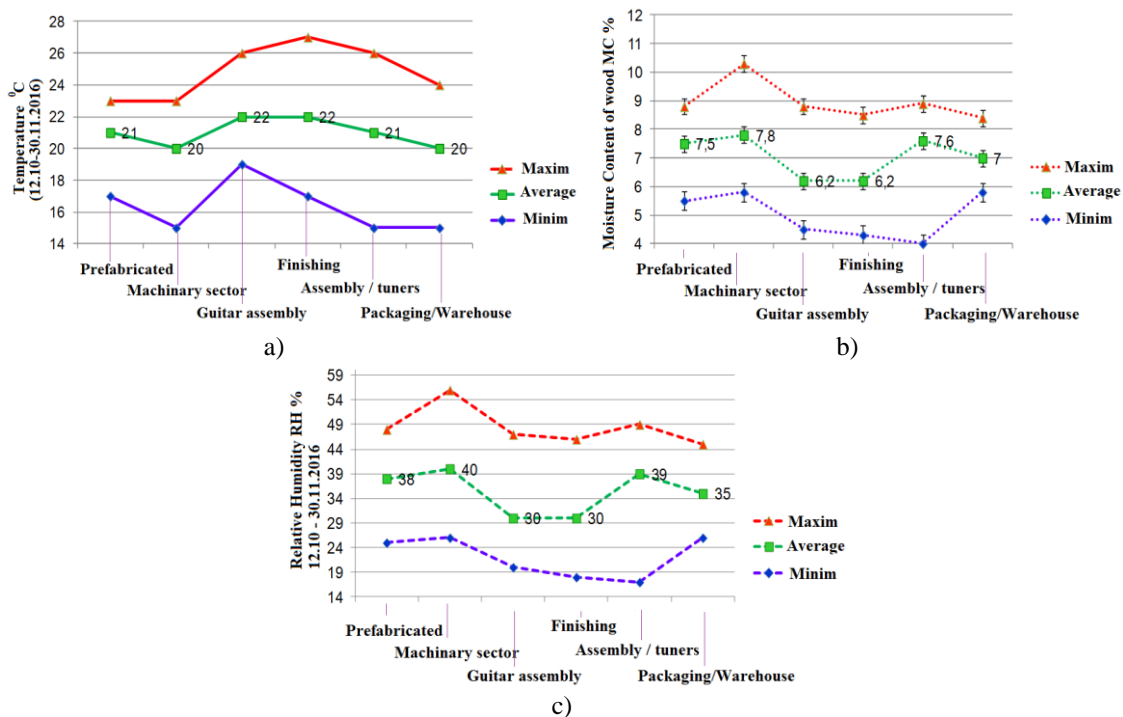 a)
Temperature ⁰C
(12.10-30.11.2016)
28
26
24
22
20
18
16
14
21
20
22
22
21
20
Maxim
Average
Minim
Prefabricated
Machinary sector
Guitar assembly
Finishing
Assembly / tuners
Packaging/Warehouse
a)
Moisture Content of wood MC %
12
11
10
9
8
7
6
5
4
7,5
7,8
6,2
6,2
7,6
7
Maxim
Average
Minim
Prefabricated
Machinary sector
Guitar assembly
Finishing
Assembly / tuners
Packaging/Warehouse
b)
Relative Humidity RH %
12.10 - 30.11.2016
59
54
49
44
39
34
29
24
19
14
38
40
30
30
39
35
Maxim
Average
Minim
Prefabricated
Machinary sector
Guitar assembly
Finishing
Assembly / tuners
Packaging/Warehouse
c)